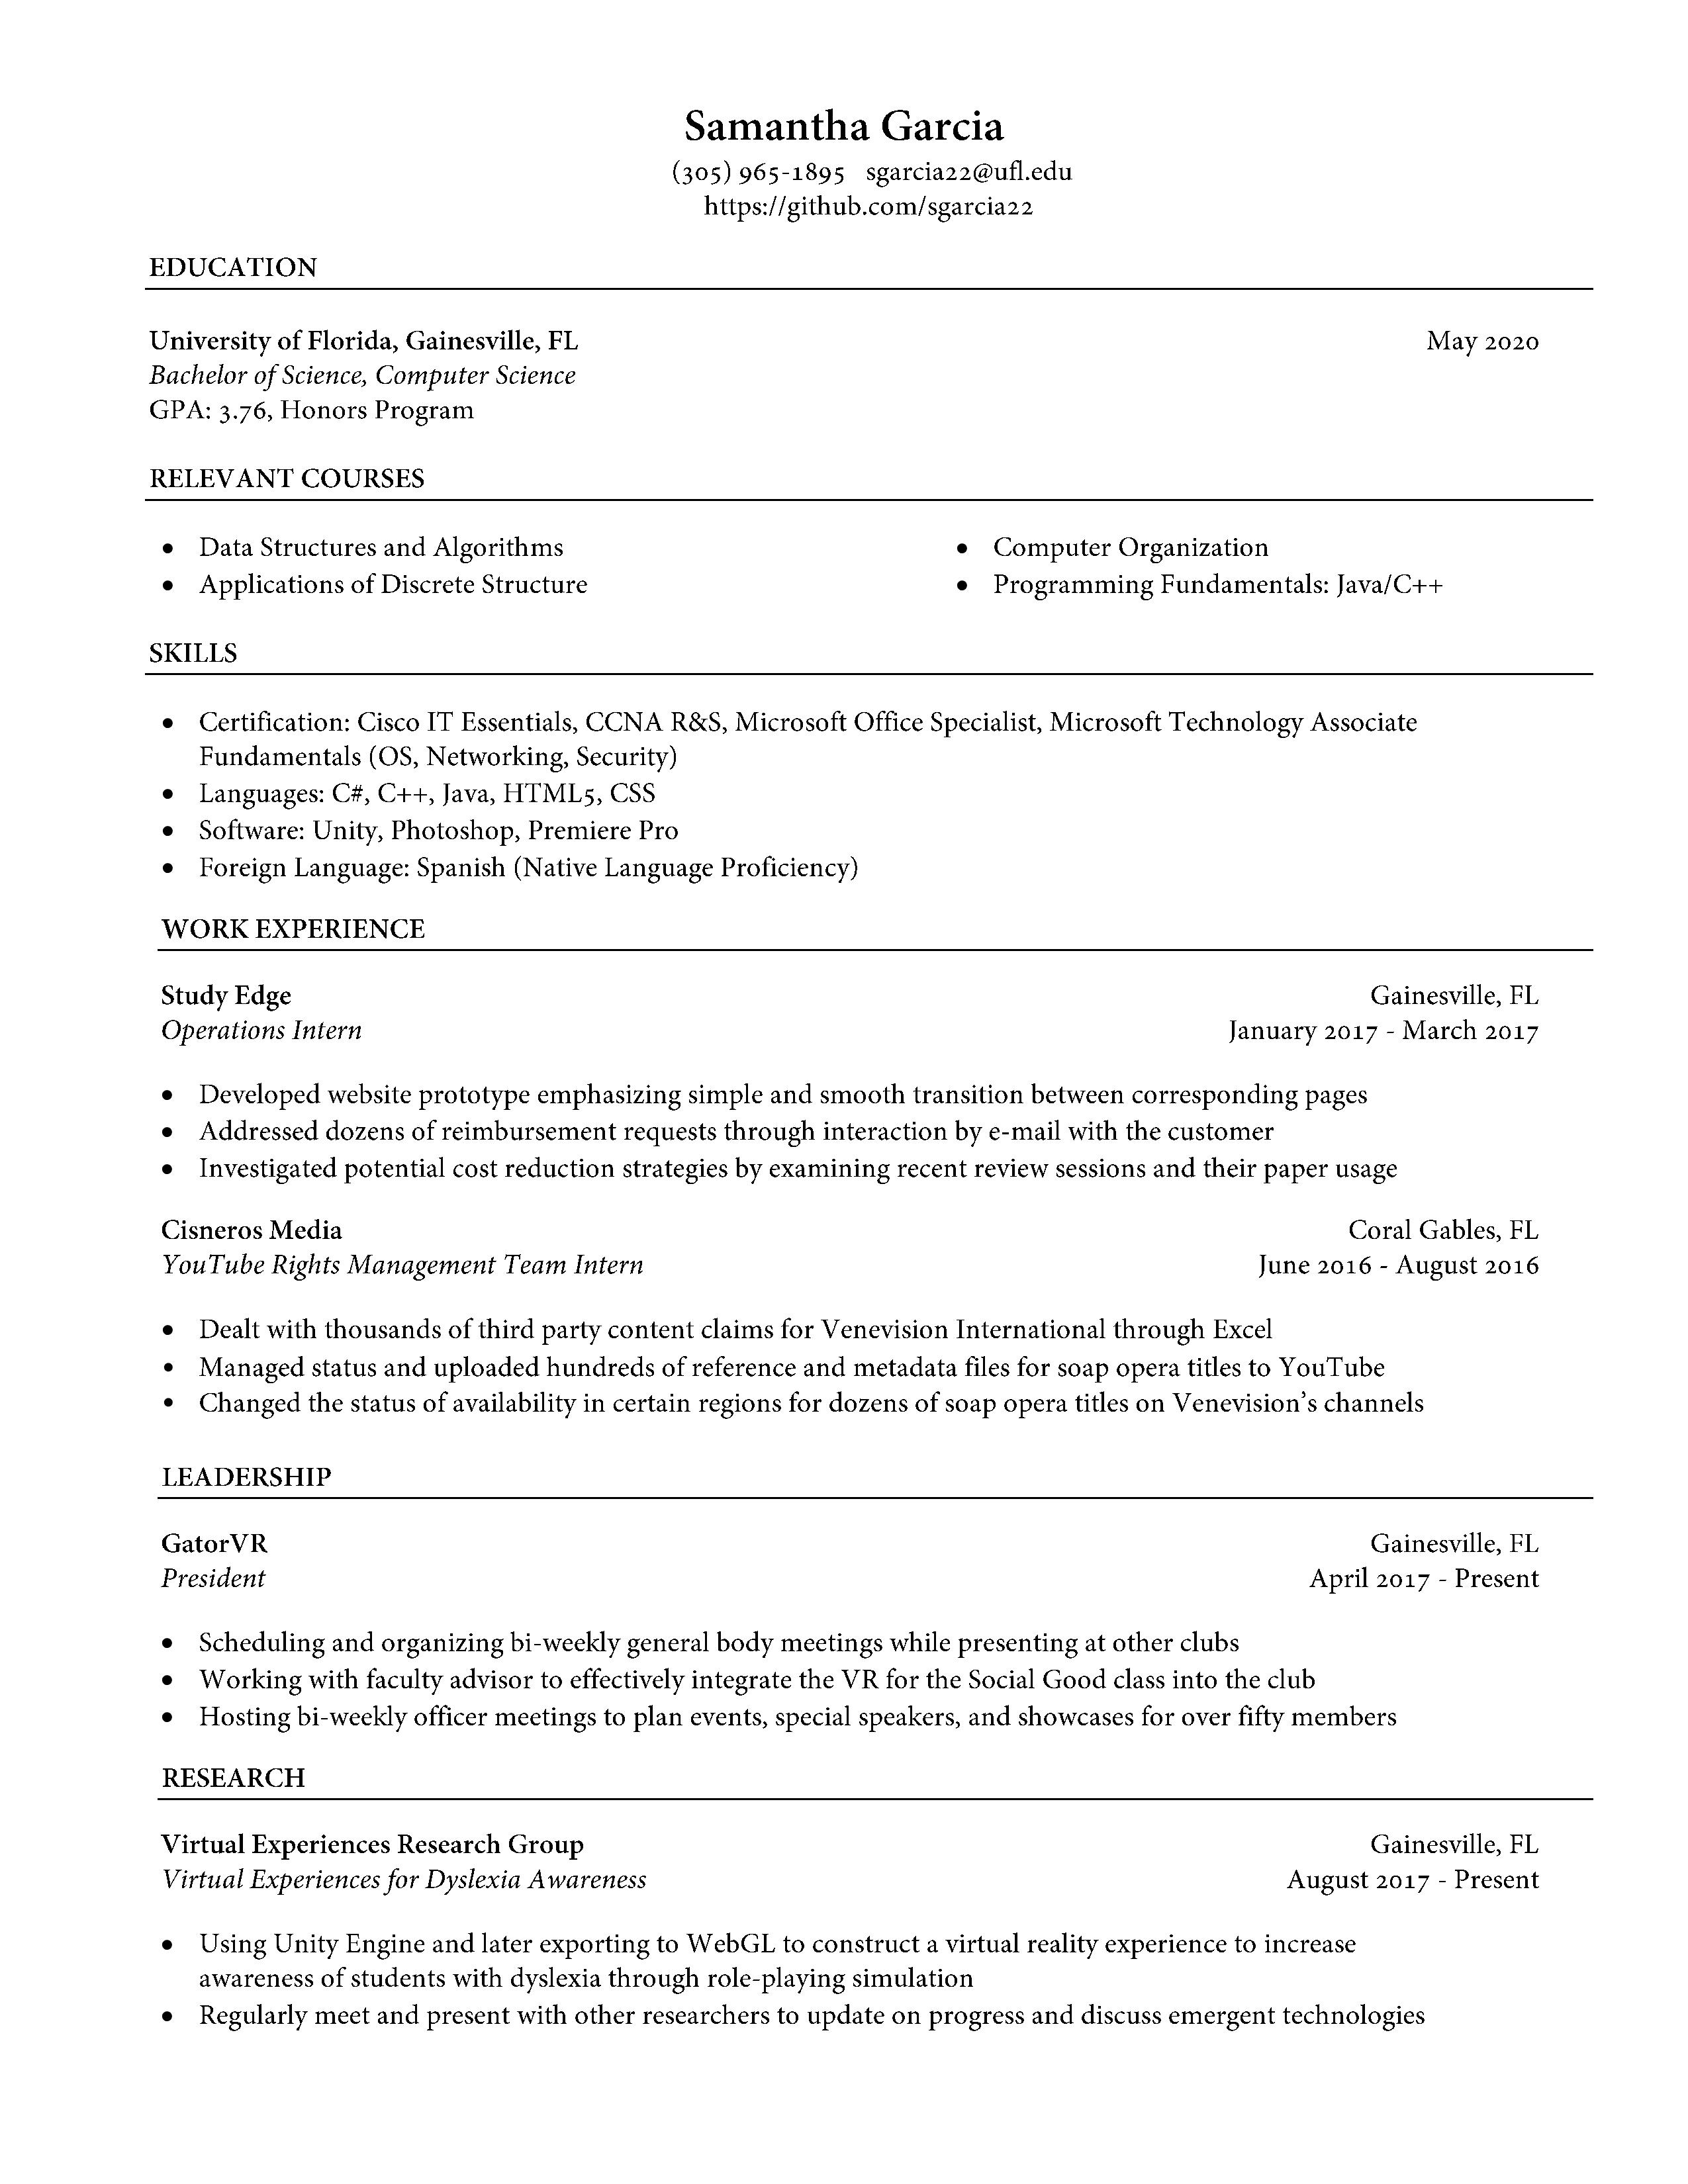 Samantha Garcia
(305) 965-1895 sgarcia22@ufl.edu
https://github.com/sgarcia22
EDUCATION
University of Florida, Gainesville, FL May 2020
Bachelor of Science, Computer Science
GPA: 3.76, Honors Program
RELEVANT COURSES
• Data Structures and Algorithms • Computer Organization
• Applications of Discrete Structure • Programming Fundamentals: Java/C++
SKILLS
• Certification: Cisco IT Essentials, CCNA R&S, Microsoft Office Specialist, Microsoft Technology Associate
Fundamentals (OS, Networking, Security)
• Languages: C#, C++, Java, HTML5, CSS
• Software: Unity, Photoshop, Premiere Pro
• Foreign Language: Spanish (Native Language Proficiency)
WORK EXPERIENCE
Study Edge Gainesville, FL
Operations Intern January 2017 - March 2017
• Developed website prototype emphasizing simple and smooth transition between corresponding pages
• Addressed dozens of reimbursement requests through interaction by e-mail with the customer
• Investigated potential cost reduction strategies by examining recent review sessions and their paper usage
Cisneros Media Coral Gables, FL
YouTube Rights Management Team Intern June 2016 - August 2016
• Dealt with thousands of third party content claims for Venevision International through Excel
• Managed status and uploaded hundreds of reference and metadata files for soap opera titles to YouTube
• Changed the status of availability in certain regions for dozens of soap opera titles on Venevision’s channels
LEADERSHIP
GatorVR Gainesville, FL
President April 2017 - Present
• Scheduling and organizing bi-weekly general body meetings while presenting at other clubs
• Working with faculty advisor to effectively integrate the VR for the Social Good class into the club
• Hosting bi-weekly officer meetings to plan events, special speakers, and showcases for over fifty members
RESEARCH
Virtual Experiences Research Group Gainesville, FL
Virtual Experiences for Dyslexia Awareness August 2017 - Present
• Using Unity Engine and later exporting to WebGL to construct a virtual reality experience to increase
awareness of students with dyslexia through role-playing simulation
• Regularly meet and present with other researchers to update on progress and discuss emergent technologies